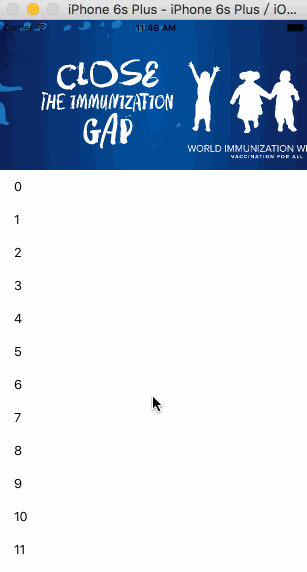 iPhone 6s Plus - iPhone 6s Plus / iO...
Carrier 11:46 AM
CLOSE
THE IMMUNIZATION
GAP
WORLD IMMUNIZATION
VACCINATION FOR ALL
0
1
2
3
4
5
6
7
8
9
10
11